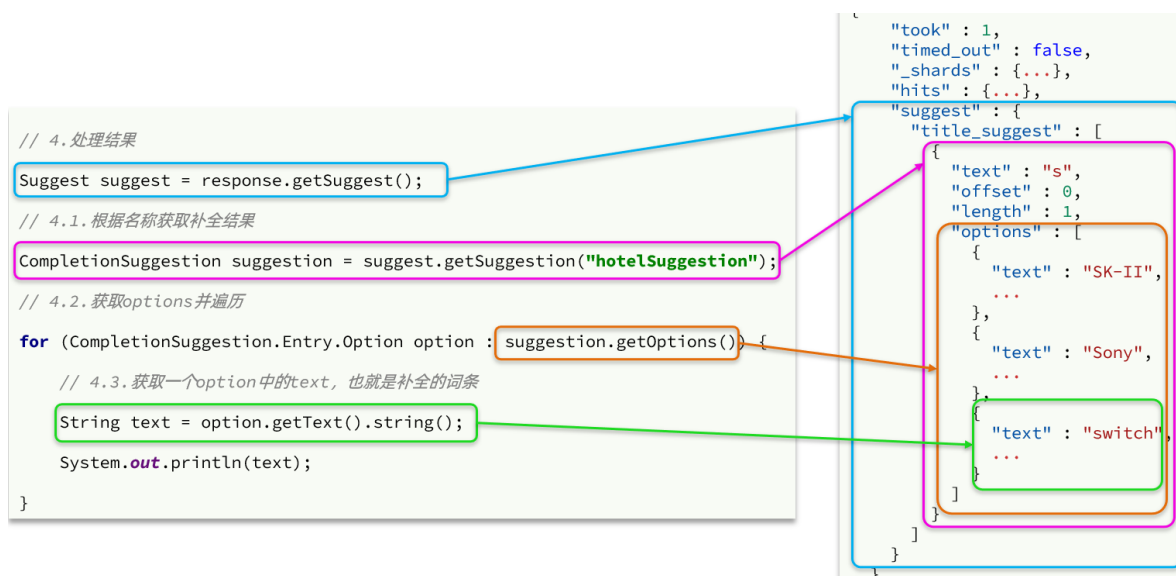 // 4.处理结果
Suggest suggest = response.getSuggest();
// 4.1.根据名称获取补全结果
CompletionSuggestion suggestion = suggest.getSuggestion("hotelSuggestion");
// 4.2.获取options并遍历
for (CompletionSuggestion.Entry.Option option : suggestion.getOptions()) {
// 4.3.获取一个option中的text，也就是补全的词条
String text = option.getText().string();
System.out.println(text);
}
{
"took" : 1,
"timed_out" : false,
"_shards" : {...},
"hits" : {...},
"suggest" : {
"title_suggest" : [
{
"text" : "s",
"offset" : 0,
"length" : 1,
"options" : [
{
"text" : "SK-II",
...
},
{
"text" : "Sony",
...
},
{
"text" : "switch",
...
}
]
}
]
}
}